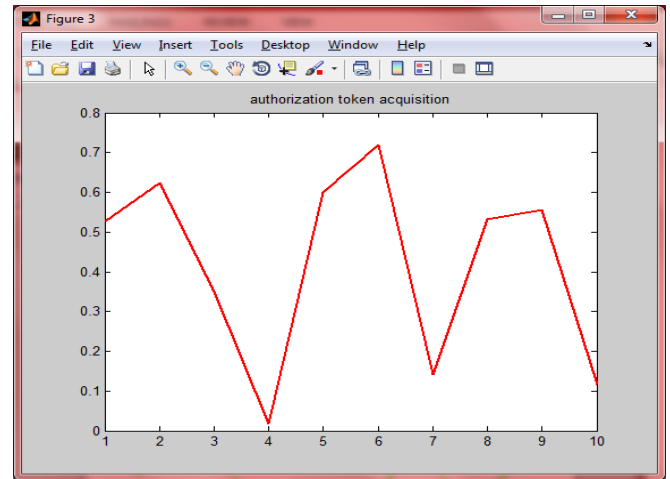 Figure 3
File Edit View Insert Tools Desktop Window Help
authorization token acquisition
0.8
0.7
0.6
0.5
0.4
0.3
0.2
0.1
0
1 2 3 4 5 6 7 8 9 10